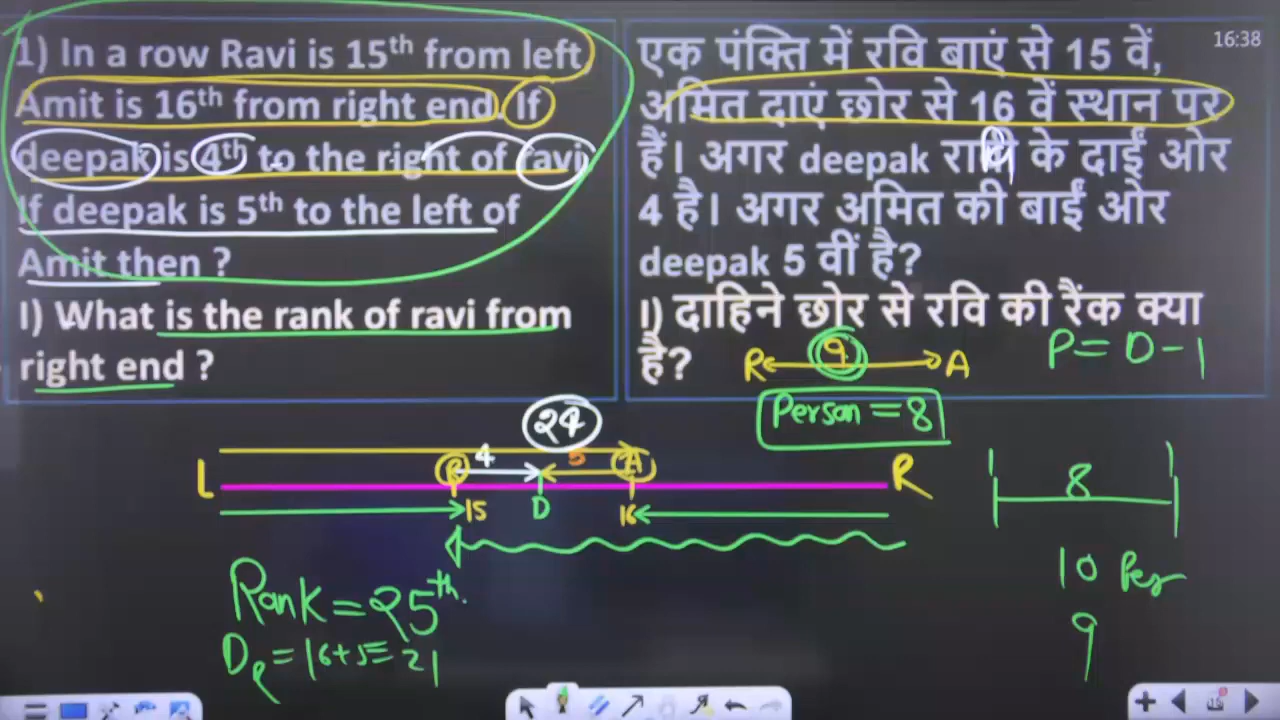 1) In a row Ravi is 15th from left
Amit is 16th from right end. If
deepak is 4th to the right of ravi
If deepak is 5th to the left of
Amit then ?
I) What is the rank of ravi from
right end ?
एक पंक्ति में रवि बाएं से 15 वें,
अमित दाएं छोर से 16 वें स्थान पर
हैं। अगर deepak के दाईं ओर
4 है। अगर अमित की बाईं ओर
deepak 5 वीं है?
I) दाहिने छोर से रवि की रैंक क्या
है?
16:38
R 9 A
P = D - 1
Person = 8
24
L R 4 5 A R
15 D 16
8
10 Per
9
Rank = 25th.
DR = 16+5 = 21